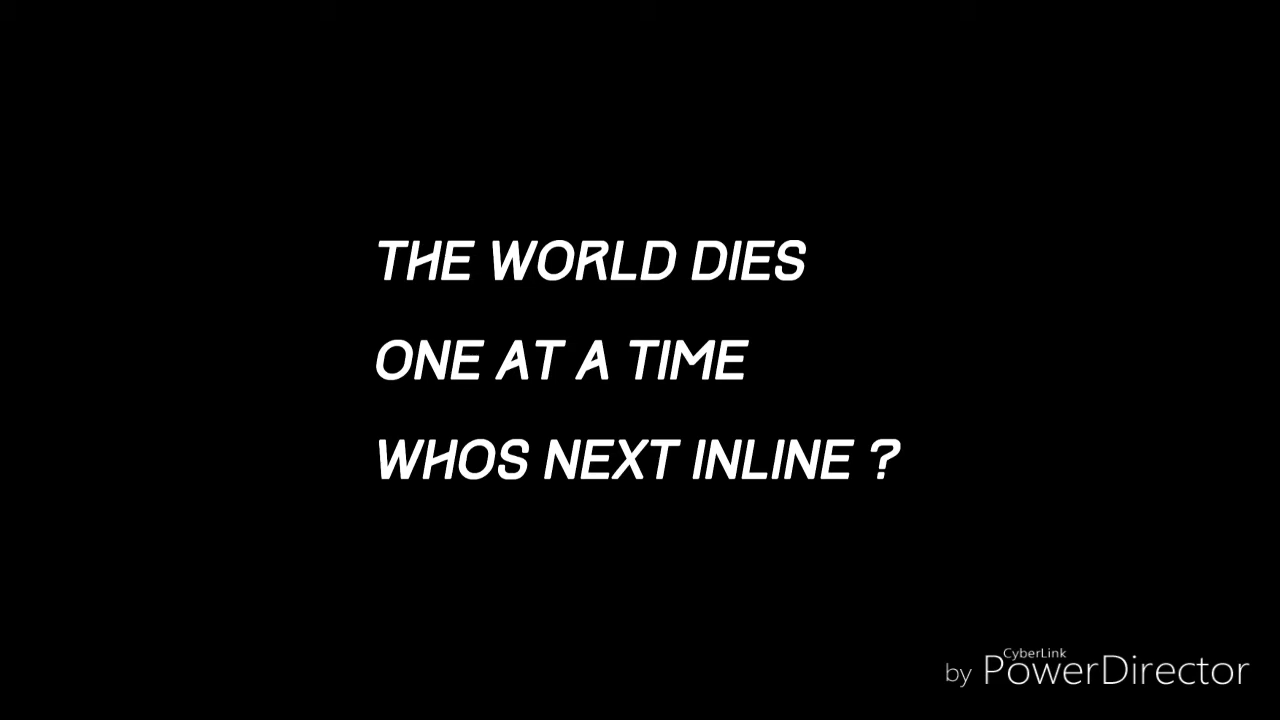 THE WORLD DIES
ONE AT A TIME
WHOS NEXT INLINE ?
by CyberLink PowerDirector